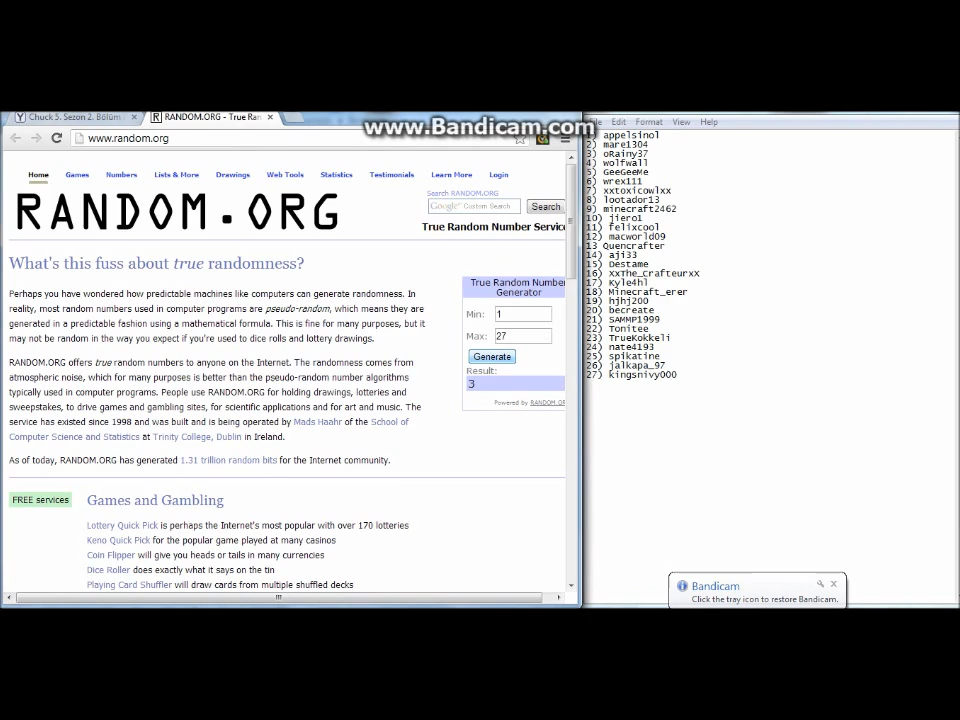 Chuck 5. Sezon 2. Bölüm
RANDOM.ORG - True Ran
www.Bandicam.com
www.random.org
Home Games Numbers Lists & More Drawings Web Tools Statistics Testimonials Learn More Login
RANDOM.ORG
Search RANDOM.ORG
Google™ Custom Search Search
True Random Number Service
What's this fuss about true randomness?
Perhaps you have wondered how predictable machines like computers can generate randomness. In
reality, most random numbers used in computer programs are pseudo-random, which means they are
generated in a predictable fashion using a mathematical formula. This is fine for many purposes, but it
may not be random in the way you expect if you're used to dice rolls and lottery drawings.
RANDOM.ORG offers true random numbers to anyone on the Internet. The randomness comes from
atmospheric noise, which for many purposes is better than the pseudo-random number algorithms
typically used in computer programs. People use RANDOM.ORG for holding drawings, lotteries and
sweepstakes, to drive games and gambling sites, for scientific applications and for art and music. The
service has existed since 1998 and was built and is being operated by Mads Haahr of the School of
Computer Science and Statistics at Trinity College, Dublin in Ireland.
As of today, RANDOM.ORG has generated 1.31 trillion random bits for the Internet community.
True Random Number
Generator
Min: 1
Max: 27
Generate
Result:
3
Powered by RANDOM.OR
FREE services
Games and Gambling
Lottery Quick Pick is perhaps the Internet's most popular with over 170 lotteries
Keno Quick Pick for the popular game played at many casinos
Coin Flipper will give you heads or tails in many currencies
Dice Roller does exactly what it says on the tin
Playing Card Shuffler will draw cards from multiple shuffled decks
File Edit Format View Help
1) appelsinol
2) mare1304
3) oRainy37
4) wolfwall
5) GeeGeeMe
6) wrex111
7) xxtoxicowlxx
8) lootador13
9) minecraft2462
10) jiero1
11) felixcool
12) macworld09
13 Quencrafter
14) aji33
15) Destame
16) xxThe_crafteurxx
17) Kyle4hl
18) Minecraft_erer
19) hjhj200
20) becreate
21) SAMMP1999
22) Tonitee
23) TrueKokkeli
24) nate4193
25) spikatine
26) jalkapa_97
27) kingsnivy000
Bandicam
Click the tray icon to restore Bandicam.